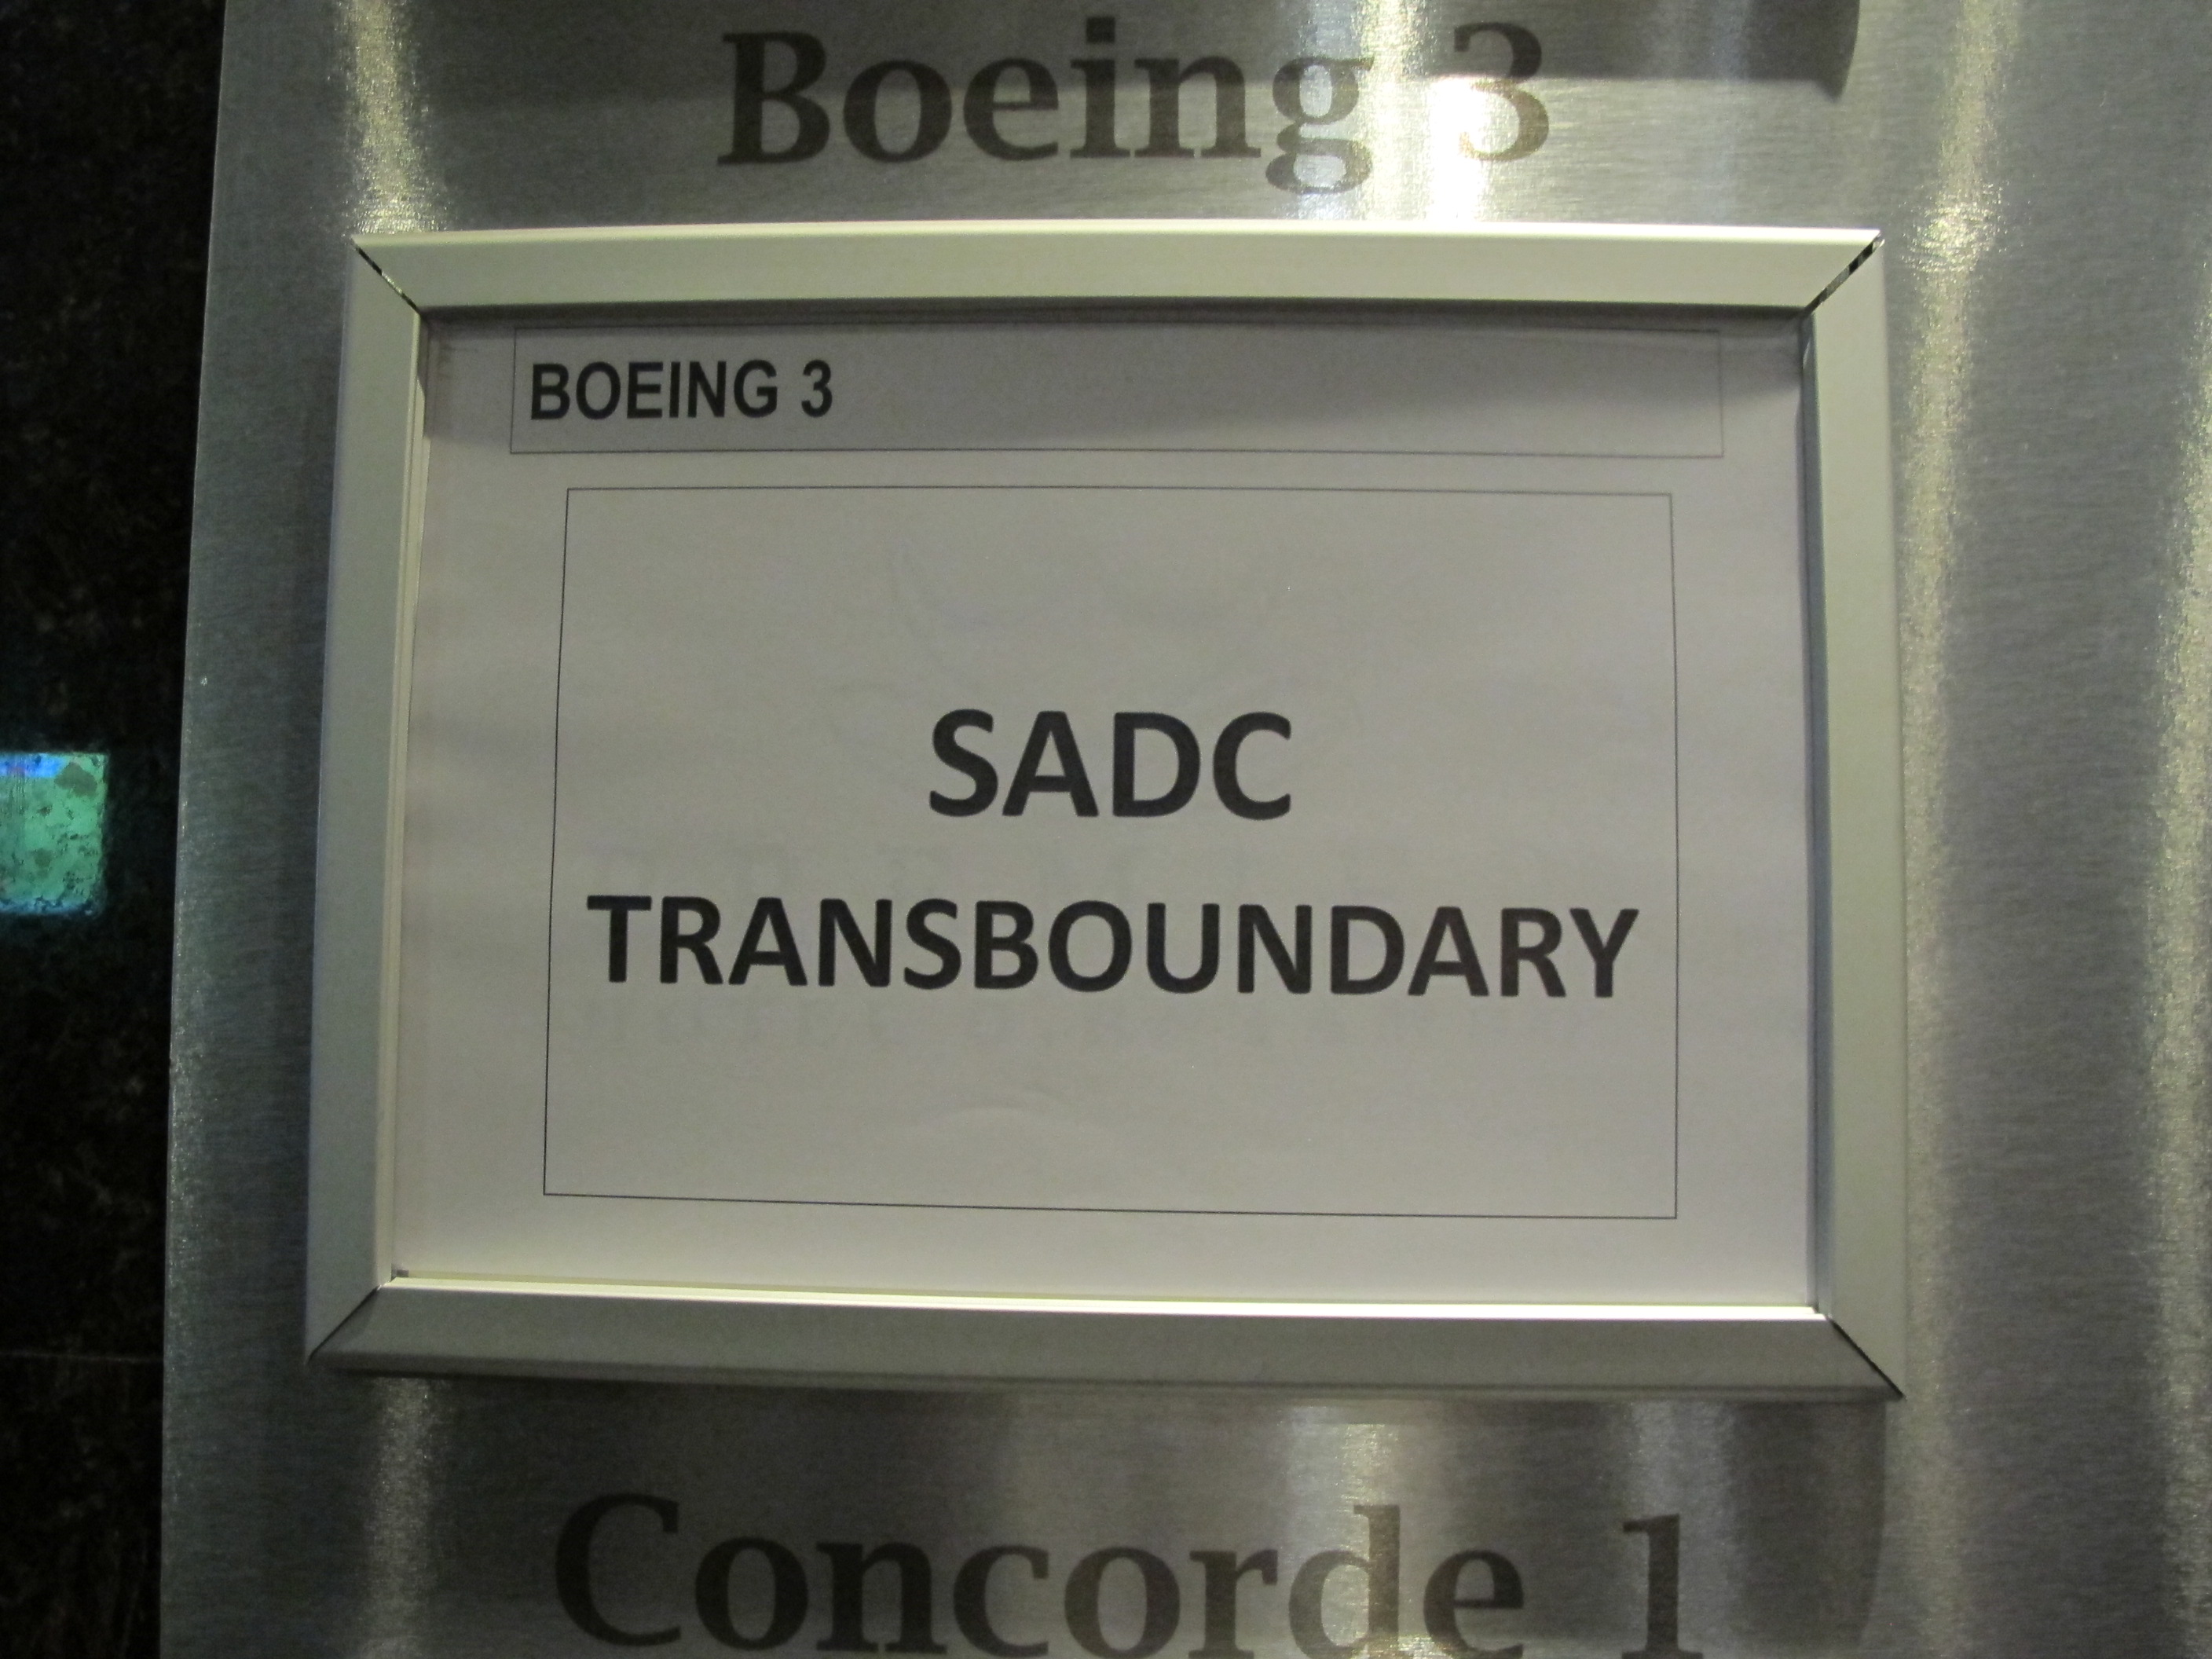 Boeing 3
BOEING 3
SADC
TRANSBOUNDARY
Concorde 1